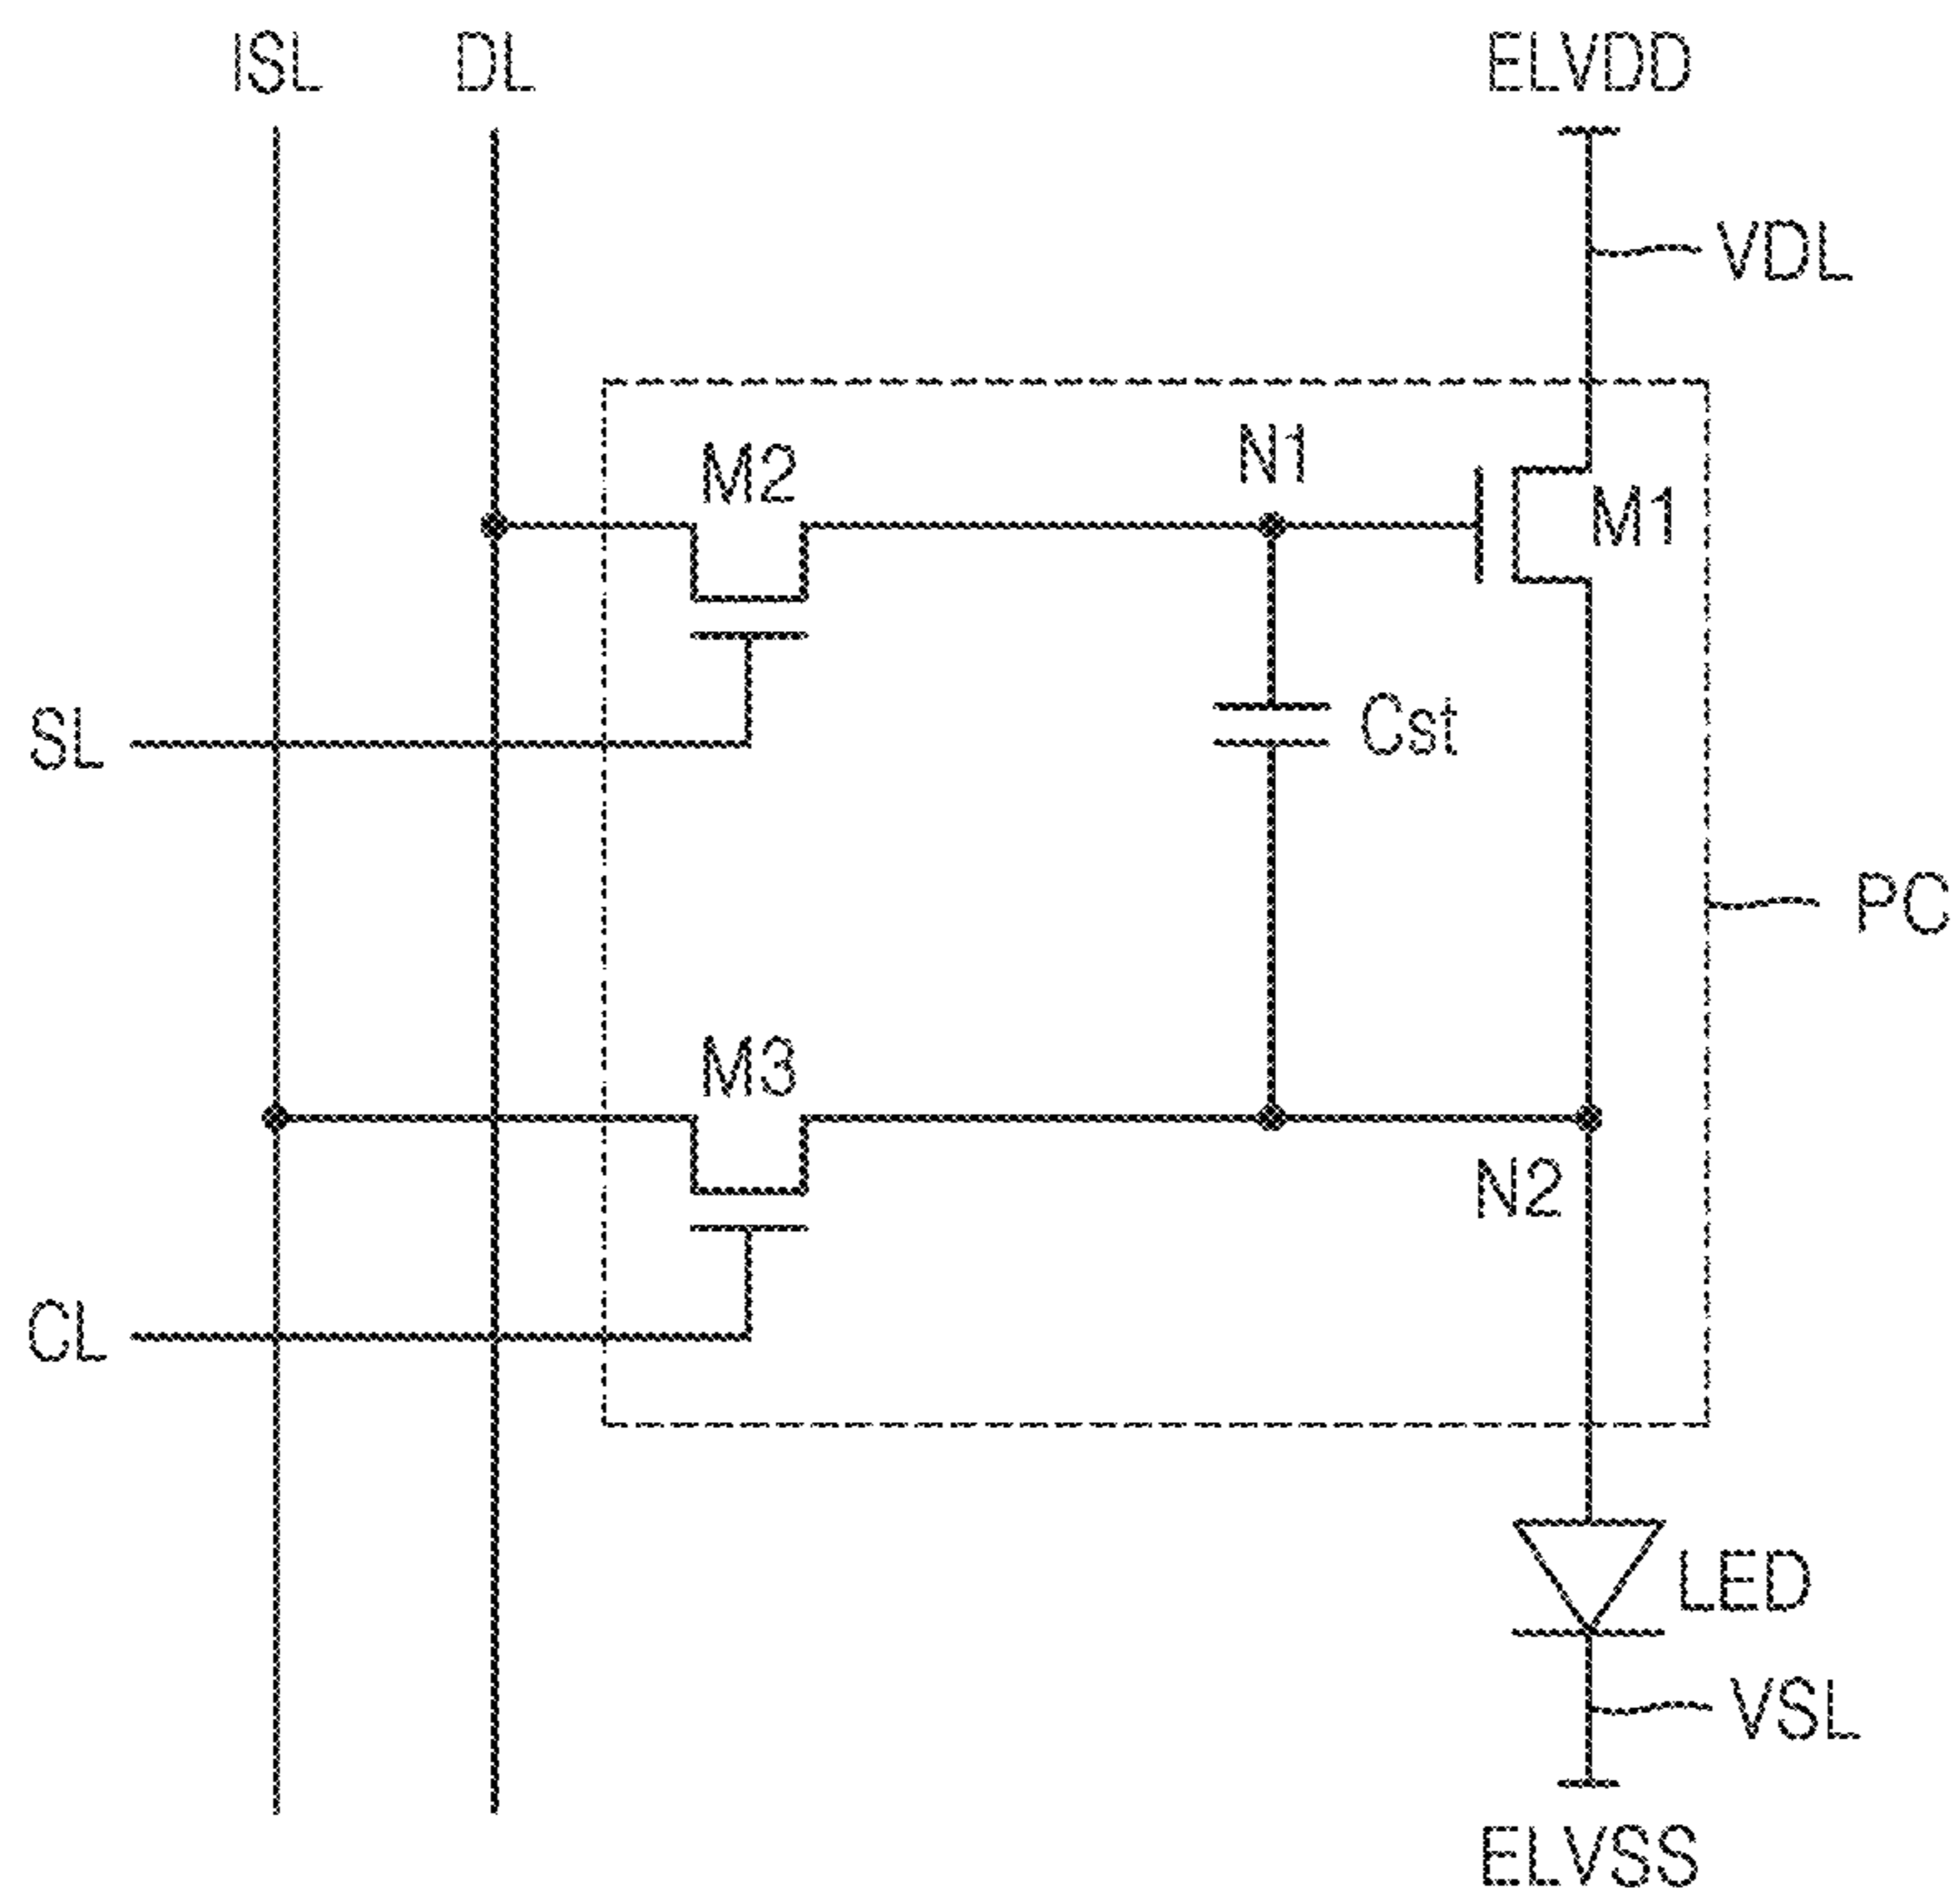 ISL
DL
ELVDD
VDL
M2
N1
M1
SL
Cst
PC
M3
N2
CL
LED
VSL
ELVSS